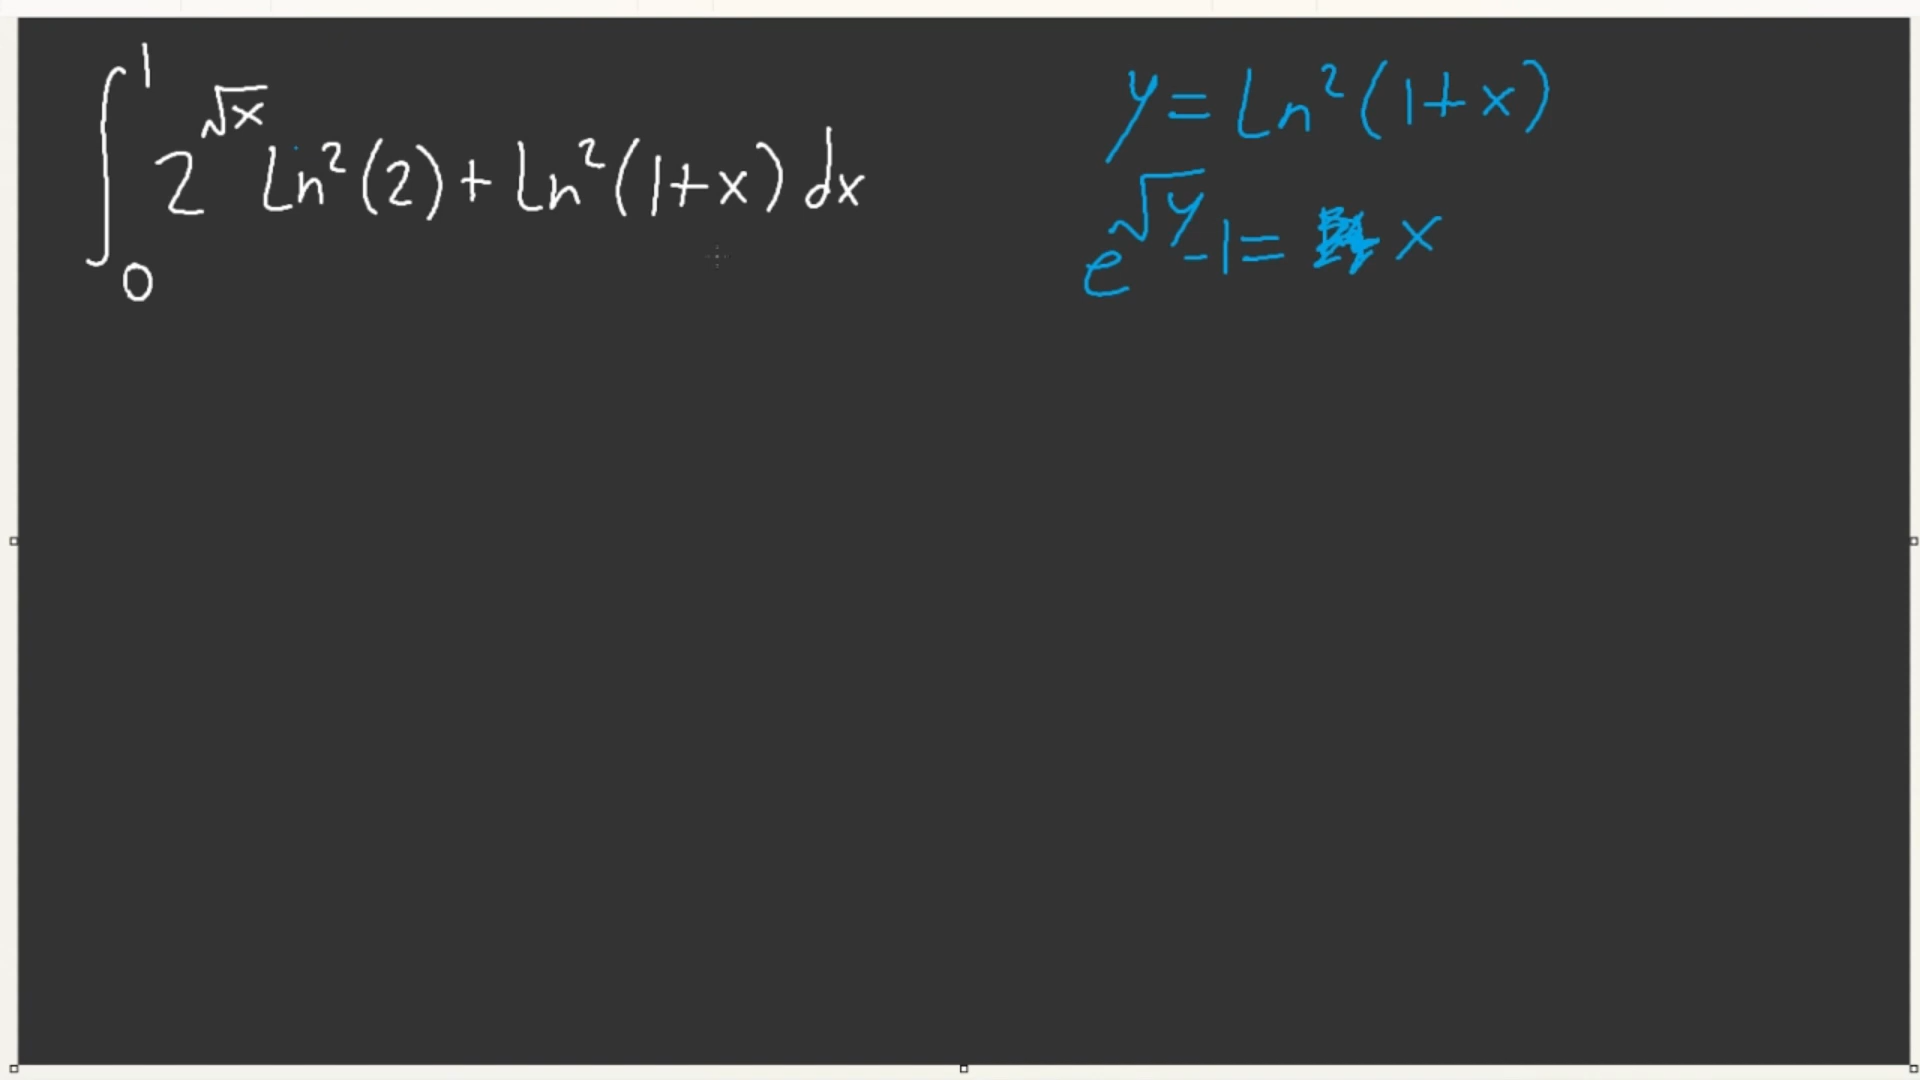 ∫₀¹ 2^√x Ln²(2) + Ln²(1+x) dx
y = Ln²(1+x)
e^√y - 1 = x